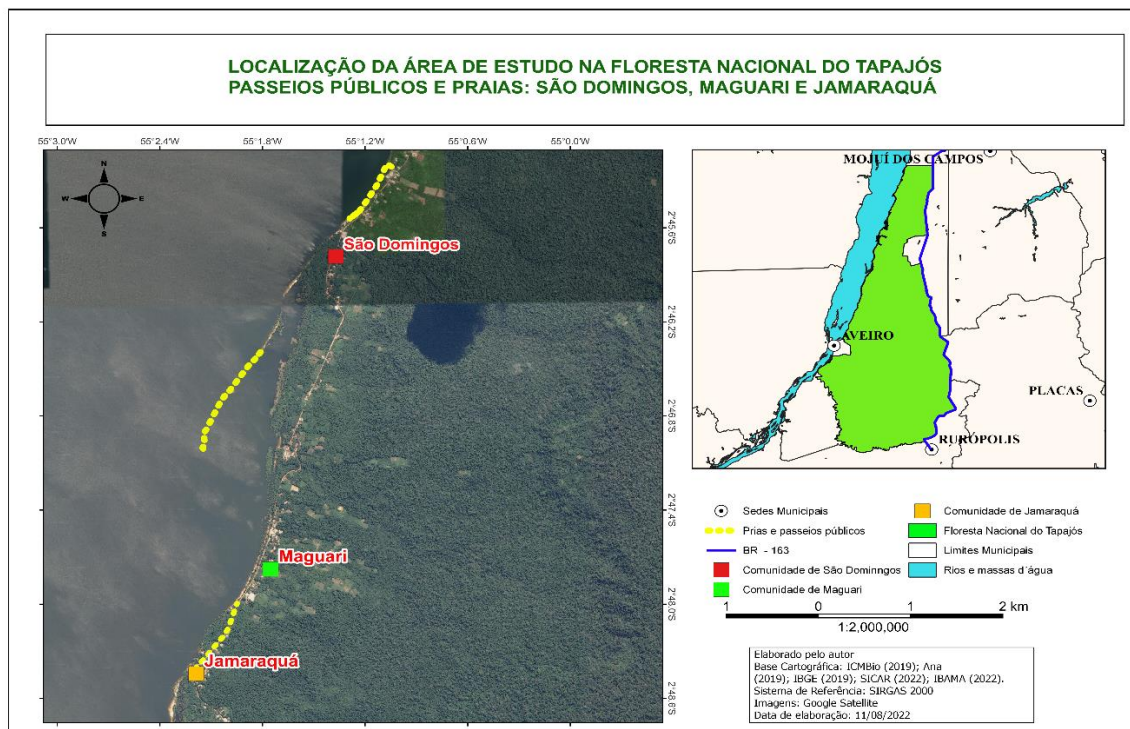 LOCALIZAÇÃO DA ÁREA DE ESTUDO NA FLORESTA NACIONAL DO TAPAJÓS
PASSEIOS PÚBLICOS E PRAIAS: SÃO DOMINGOS, MAGUARI E JAMARAQUÁ
55°3.0'W 55°2.4'W 55°1.8'W 55°1.2'W 55°0.6'W 55°0.0'W
N
W E
S
São Domingos
Maguari
Jamaraquá
2°45.6'S
2°46.2'S
2°46.8'S
2°47.4'S
2°48.0'S
2°48.6'S
MOJUÍ DOS CAMPOS
AVEIRO
PLACAS
RURÓPOLIS
Sedes Municipais
Prias e passeios públicos
BR - 163
Comunidade de São Dominngos
Comunidade de Maguari
Comunidade de Jamaraquá
Floresta Nacional do Tapajós
Limites Municipais
Rios e massas d´água
1 0 1 2 km
1:2,000,000
Elaborado pelo autor
Base Cartográfica: ICMBio (2019); Ana
(2019); IBGE (2019); SICAR (2022); IBAMA (2022).
Sistema de Referência: SIRGAS 2000
Imagens: Google Satellite
Data de elaboração: 11/08/2022